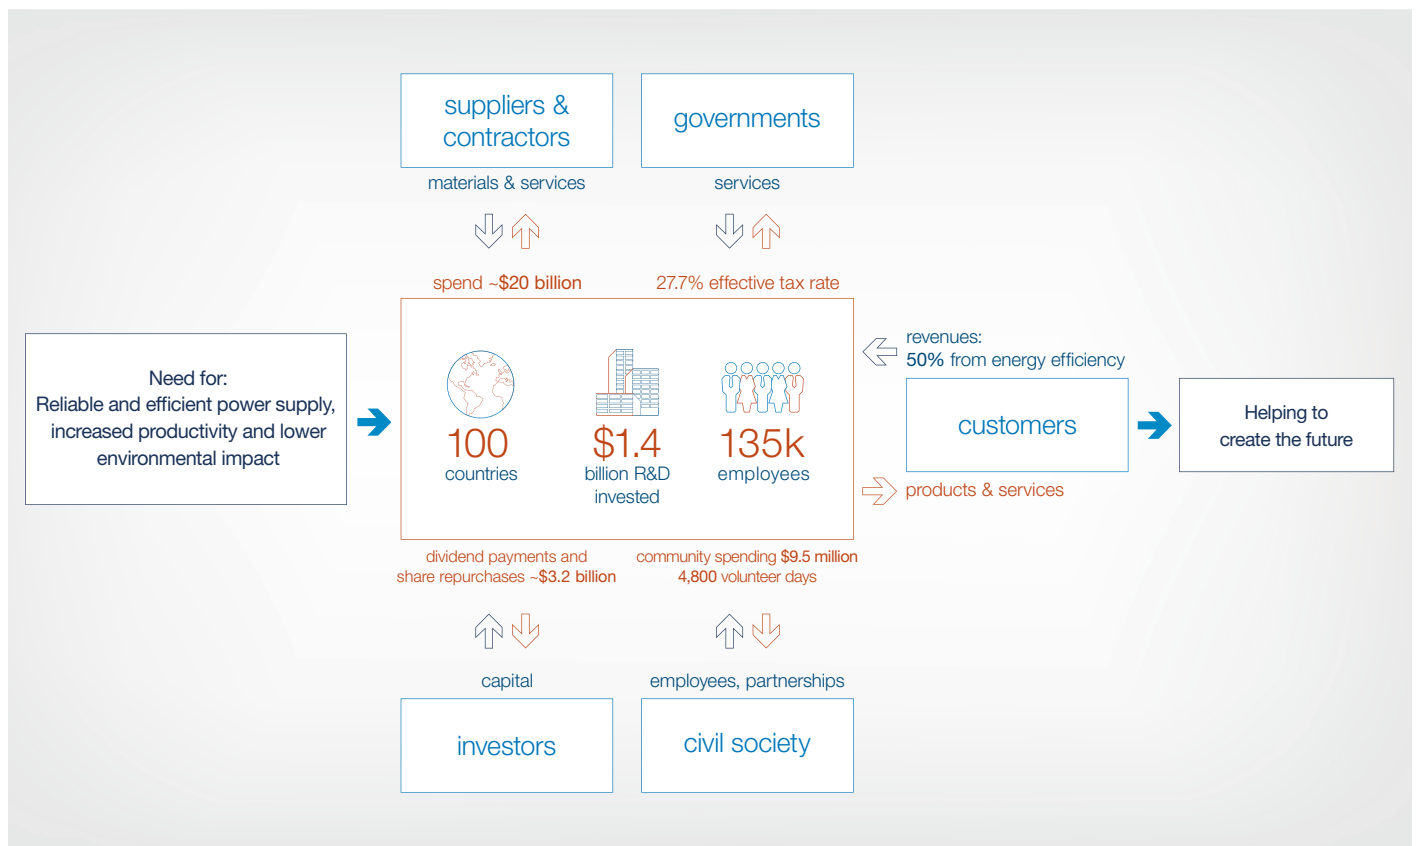 suppliers &
contractors
governments
materials & services
services
spend ~$20 billion
27.7% effective tax rate
Need for:
Reliable and efficient power supply,
increased productivity and lower
environmental impact
100
countries
$1.4
billion R&D
invested
135k
employees
revenues:
50% from energy efficiency
customers
products & services
Helping to
create the future
dividend payments and
share repurchases ~$3.2 billion
community spending $9.5 million
4,800 volunteer days
capital
employees, partnerships
investors
civil society